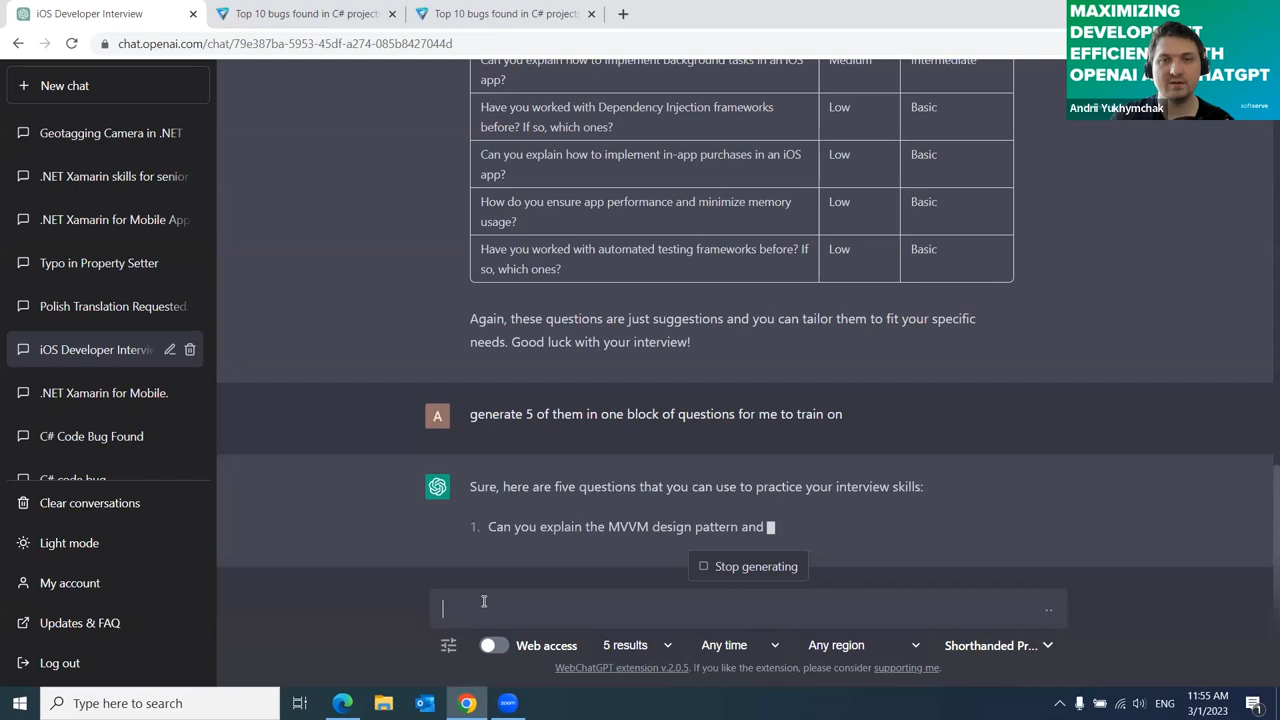 iOS Developer Interview
Top 10 bugs found in C# project
Top 10 bugs found in C# project
chat.openai.com/chat/79e387ba-5953-45df-a274-085b8427044d
MAXIMIZING
EFFICIEN
OPENAI A
HATGPT
Andrii Yukhymchak
softserve
New chat
Geotagging Camera in .NET
.NET Xamarin skills for senior
.NET Xamarin for Mobile App
Typo in Property Setter
Polish Translation Requested.
iOS Developer Intervie
.NET Xamarin for Mobile.
C# Code Bug Found
C# code bug
Clear conversations
Light mode
My account
Updates & FAQ
Log out
Can you explain how to implement background tasks in an iOS
app?
Medium
Intermediate
Have you worked with Dependency Injection frameworks
before? If so, which ones?
Low
Basic
Can you explain how to implement in-app purchases in an iOS
app?
Low
Basic
How do you ensure app performance and minimize memory
usage?
Low
Basic
Have you worked with automated testing frameworks before? If
so, which ones?
Low
Basic
Again, these questions are just suggestions and you can tailor them to fit your specific
needs. Good luck with your interview!
A
generate 5 of them in one block of questions for me to train on
Sure, here are five questions that you can use to practice your interview skills:
1. Can you explain the MVVM design pattern and
Stop generating
Web access
5 results
Any time
Any region
Shorthanded Pr...
WebChatGPT extension v.2.0.5. If you like the extension, please consider supporting me.
Type here to search
ENG
11:55 AM
3/1/2023